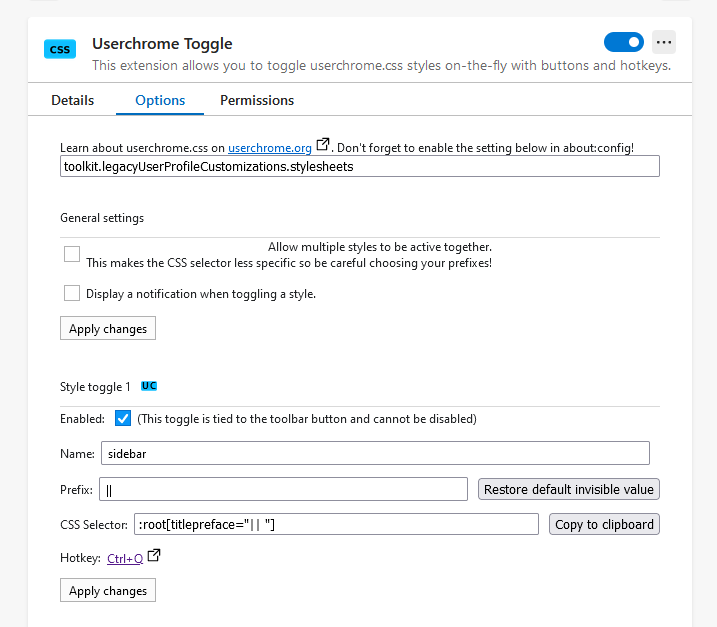 CSS
Userchrome Toggle
This extension allows you to toggle userchrome.css styles on-the-fly with buttons and hotkeys.
Details Options Permissions
Learn about userchrome.css on userchrome.org . Don't forget to enable the setting below in about:config!
toolkit.legacyUserProfileCustomizations.stylesheets
General settings
Allow multiple styles to be active together.
This makes the CSS selector less specific so be careful choosing your prefixes!
Display a notification when toggling a style.
Apply changes
Style toggle 1 UC
Enabled: (This toggle is tied to the toolbar button and cannot be disabled)
Name: sidebar
Prefix: || Restore default invisible value
CSS Selector: :root[titlepreface="|| "] Copy to clipboard
Hotkey: Ctrl+Q
Apply changes